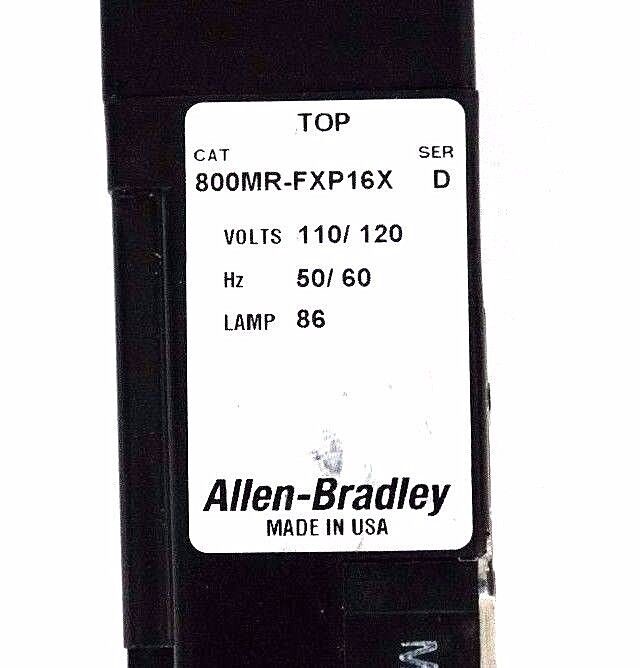 TOP
CAT SER
800MR-FXP16X D
VOLTS 110/ 120
Hz 50/ 60
LAMP 86
Allen-Bradley
MADE IN USA